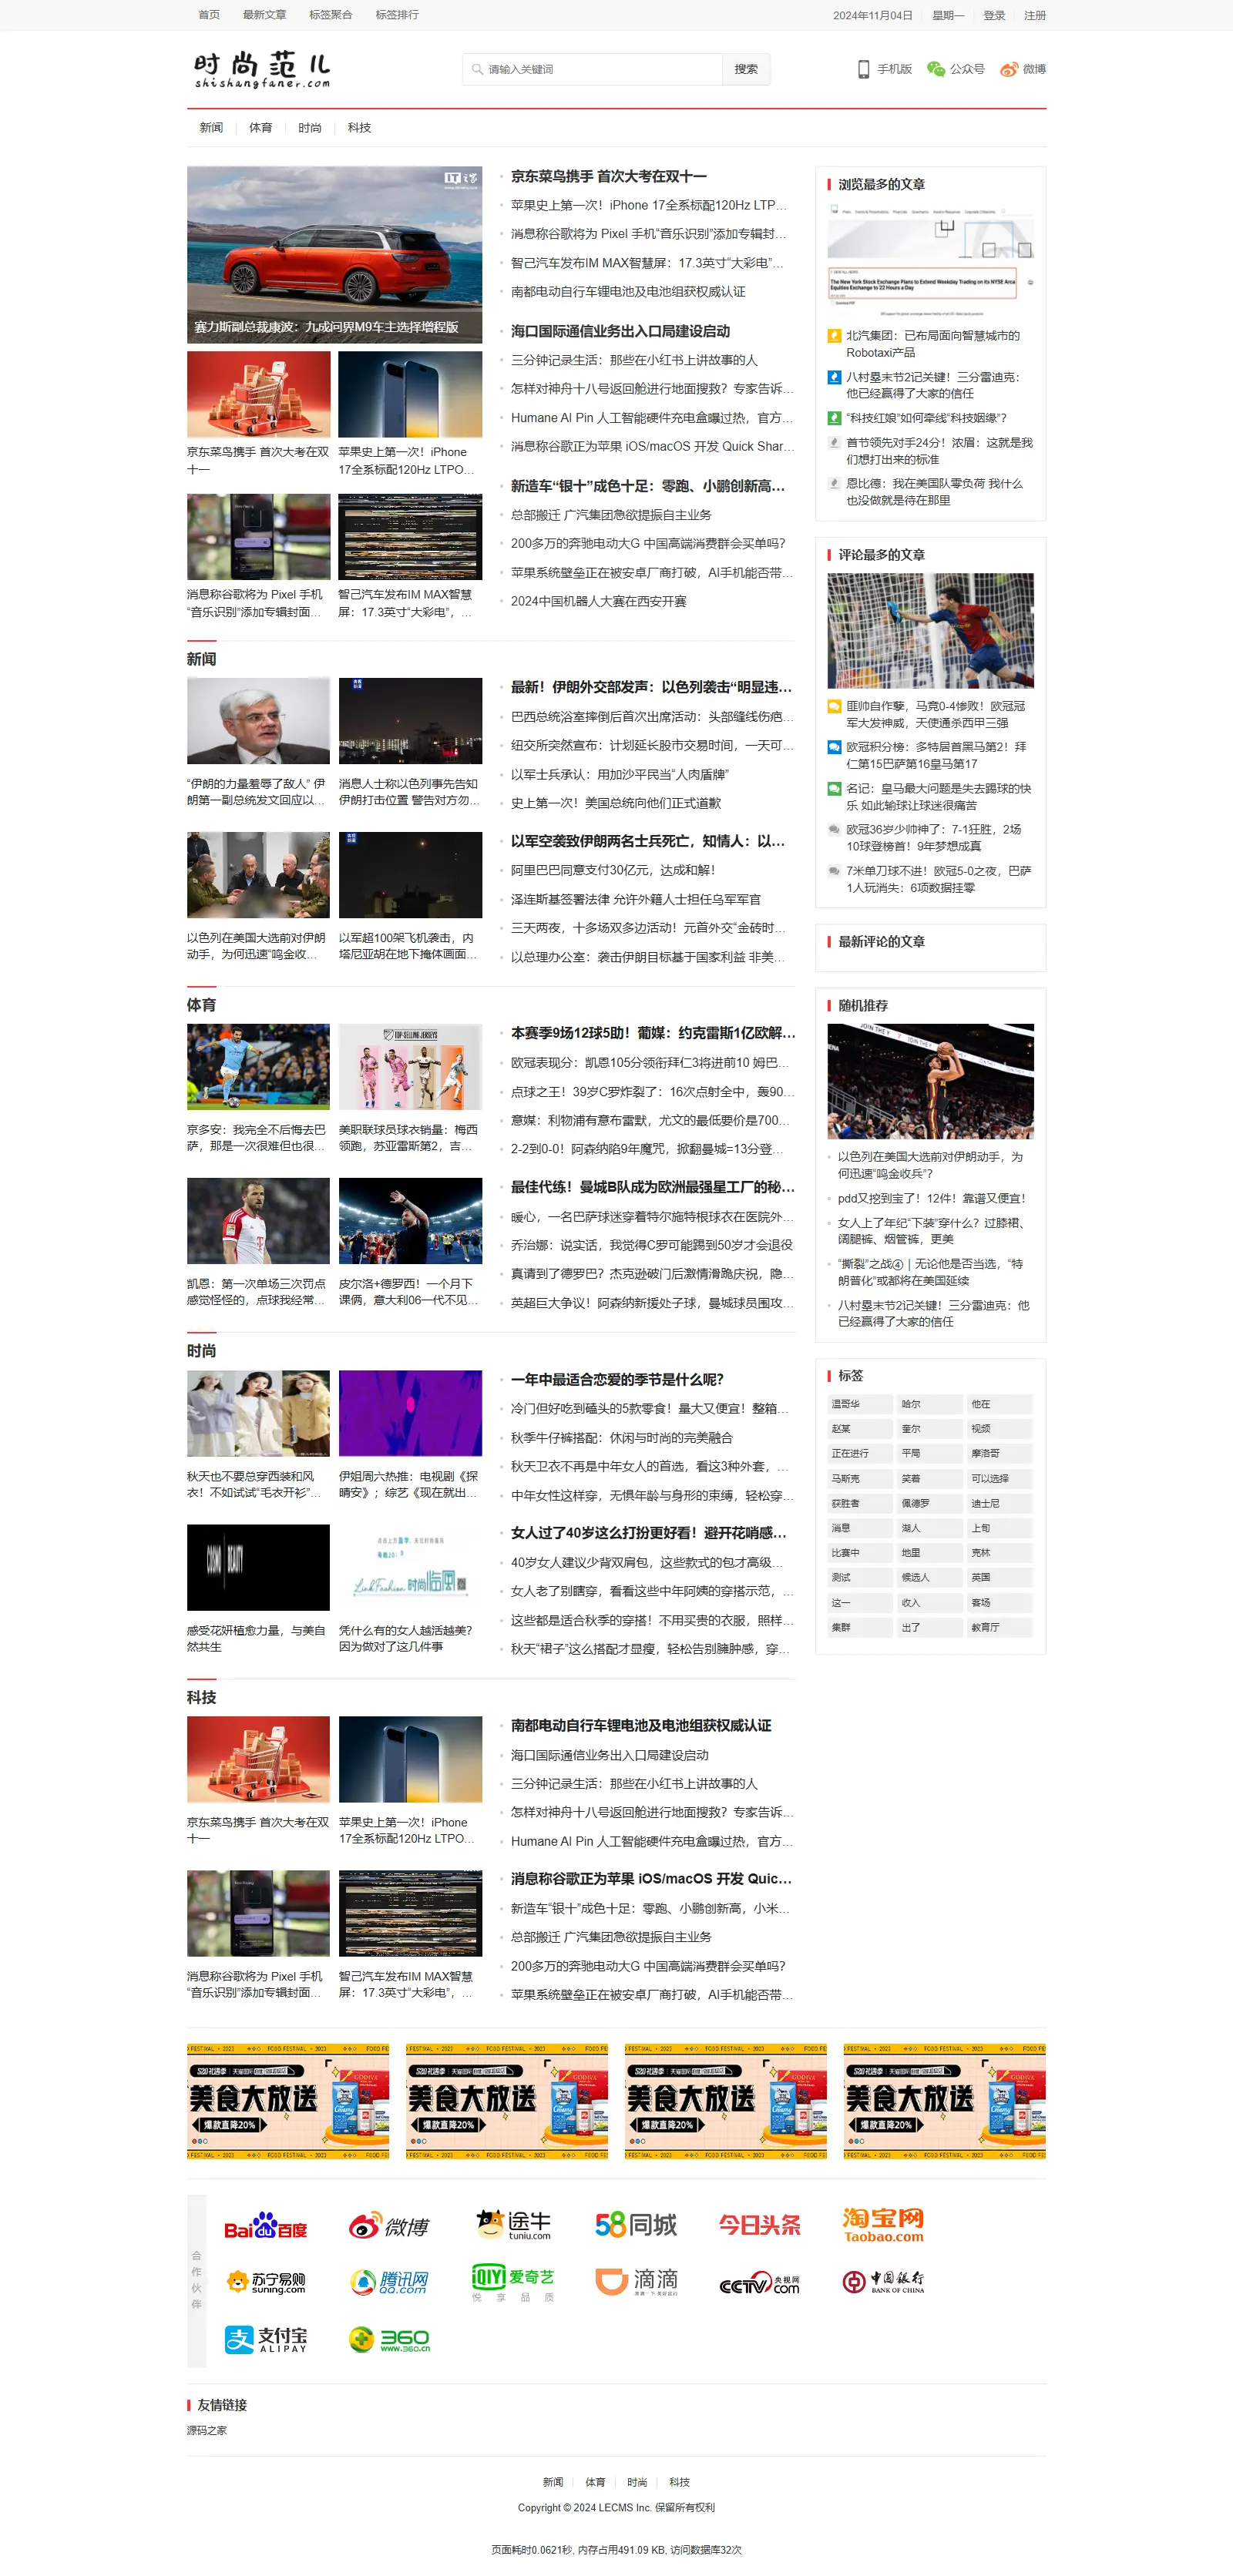 首页 最新文章 标签聚合 标签排行
2024年11月04日 星期一 登录 注册
时尚范儿
shishangfaner.com
请输入关键词 搜索
手机版 公众号 微博
新闻 体育 时尚 科技
IT之家
赛力斯副总裁康波：九成问界M9车主选择增程版
京东菜鸟携手 首次大考在双
十一
苹果史上第一次！iPhone
17全系标配120Hz LTPO...
消息称谷歌将为 Pixel 手机
“音乐识别”添加专辑封面...
智己汽车发布IM MAX智慧
屏：17.3英寸“大彩电”，...
京东菜鸟携手 首次大考在双十一
苹果史上第一次！iPhone 17全系标配120Hz LTP...
消息称谷歌将为 Pixel 手机“音乐识别”添加专辑封...
智己汽车发布IM MAX智慧屏：17.3英寸“大彩电”...
南都电动自行车锂电池及电池组获权威认证
海口国际通信业务出入口局建设启动
三分钟记录生活：那些在小红书上讲故事的人
怎样对神舟十八号返回舱进行地面搜救？专家告诉...
Humane AI Pin 人工智能硬件充电盒曝过热，官方...
消息称谷歌正为苹果 iOS/macOS 开发 Quick Shar...
新造车“银十”成色十足：零跑、小鹏创新高...
总部搬迁 广汽集团急欲提振自主业务
200多万的奔驰电动大G 中国高端消费群会买单吗？
苹果系统壁垒正在被安卓厂商打破，AI手机能否带...
2024中国机器人大赛在西安开赛
浏览最多的文章
The New York Stock Exchange Plans to Extend Weekday Trading on its NYSE Arca
Equities Exchange to 22 Hours a Day
北汽集团：已布局面向智慧城市的
Robotaxi产品
八村塁末节2记关键！三分雷迪克：
他已经赢得了大家的信任
“科技红娘”如何牵线“科技姻缘”？
首节领先对手24分！浓眉：这就是我
们想打出来的标准
恩比德：我在美国队零负荷 我什么
也没做就是待在那里
评论最多的文章
匪帅自作孽，马竞0-4惨败！欧冠冠
军大发神威，天使通杀西甲三强
欧冠积分榜：多特居首黑马第2！拜
仁第15巴萨第16皇马第17
名记：皇马最大问题是失去踢球的快
乐 如此输球让球迷很痛苦
欧冠36岁少帅神了：7-1狂胜，2场
10球登榜首！9年梦想成真
7米单刀球不进！欧冠5-0之夜，巴萨
1人玩消失：6项数据挂零
最新评论的文章
随机推荐
以色列在美国大选前对伊朗动手，为
何迅速“鸣金收兵”？
pdd又挖到宝了！12件！靠谱又便宜！
女人上了年纪“下装”穿什么？过膝裙、
阔腿裤、烟管裤，更美
“撕裂”之战④｜无论他是否当选，“特
朗普化”或都将在美国延续
八村塁末节2记关键！三分雷迪克：他
已经赢得了大家的信任
标签
温哥华 哈尔 他在
赵某 奎尔 视频
正在进行 平局 摩洛哥
马斯克 笑着 可以选择
获胜者 佩德罗 迪士尼
消息 湖人 上旬
比赛中 地里 克林
测试 候选人 英国
这一 收入 客场
集群 出了 教育厅
新闻
“伊朗的力量羞辱了敌人” 伊
朗第一副总统发文回应以...
消息人士称以色列事先告知
伊朗打击位置 警告对方勿...
以色列在美国大选前对伊朗
动手，为何迅速“鸣金收...
以军超100架飞机袭击，内
塔尼亚胡在地下掩体画面...
最新！伊朗外交部发声：以色列袭击“明显违...
巴西总统浴室摔倒后首次出席活动：头部缝线伤疤...
纽交所突然宣布：计划延长股市交易时间，一天可...
以军士兵承认：用加沙平民当“人肉盾牌”
史上第一次！美国总统向他们正式道歉
以军空袭致伊朗两名士兵死亡，知情人：以...
阿里巴巴同意支付30亿元，达成和解！
泽连斯基签署法律 允许外籍人士担任乌军军官
三天两夜，十多场双多边活动！元首外交“金砖时...
以总理办公室：袭击伊朗目标基于国家利益 非美...
体育
TOP-SELLING JERSEYS
京多安：我完全不后悔去巴
萨，那是一次很难但也很...
美职联球员球衣销量：梅西
领跑，苏亚雷斯第2，吉...
凯恩：第一次单场三次罚点
感觉怪怪的，点球我经常...
皮尔洛+德罗西！一个月下
课俩，意大利06一代不见...
本赛季9场12球5助！葡媒：约克雷斯1亿欧解...
欧冠表现分：凯恩105分领衔拜仁3将进前10 姆巴...
点球之王！39岁C罗炸裂了：16次点射全中，轰90...
意媒：利物浦有意布雷默，尤文的最低要价是700...
2-2到0-0！阿森纳陷9年魔咒，掀翻曼城=13分登...
最佳代练！曼城B队成为欧洲最强星工厂的秘...
暖心，一名巴萨球迷穿着特尔施特根球衣在医院外...
乔治娜：说实话，我觉得C罗可能踢到50岁才会退役
真请到了德罗巴？杰克逊破门后激情滑跪庆祝，隐...
英超巨大争议！阿森纳新援处子球，曼城球员围攻...
时尚
秋天也不要总穿西装和风
衣！不如试试“毛衣开衫”...
伊姐周六热推：电视剧《探
晴安》；综艺《现在就出...
COSMO BEAUTY
时尚临风
感受花妍植愈力量，与美自
然共生
凭什么有的女人越活越美？
因为做对了这几件事
一年中最适合恋爱的季节是什么呢？
冷门但好吃到磕头的5款零食！量大又便宜！整箱...
秋季牛仔裤搭配：休闲与时尚的完美融合
秋天卫衣不再是中年女人的首选，看这3种外套，...
中年女性这样穿，无惧年龄与身形的束缚，轻松穿...
女人过了40岁这么打扮更好看！避开花哨感...
40岁女人建议少背双肩包，这些款式的包才高级...
女人老了别瞎穿，看看这些中年阿姨的穿搭示范，...
这些都是适合秋季的穿搭！不用买贵的衣服，照样...
秋天“裙子”这么搭配才显瘦，轻松告别臃肿感，穿...
科技
京东菜鸟携手 首次大考在双
十一
苹果史上第一次！iPhone
17全系标配120Hz LTPO...
消息称谷歌将为 Pixel 手机
“音乐识别”添加专辑封面...
智己汽车发布IM MAX智慧
屏：17.3英寸“大彩电”，...
南都电动自行车锂电池及电池组获权威认证
海口国际通信业务出入口局建设启动
三分钟记录生活：那些在小红书上讲故事的人
怎样对神舟十八号返回舱进行地面搜救？专家告诉...
Humane AI Pin 人工智能硬件充电盒曝过热，官方...
消息称谷歌正为苹果 iOS/macOS 开发 Quic...
新造车“银十”成色十足：零跑、小鹏创新高，小米...
总部搬迁 广汽集团急欲提振自主业务
200多万的奔驰电动大G 中国高端消费群会买单吗？
苹果系统壁垒正在被安卓厂商打破，AI手机能否带...
美食大放送 美食大放送 美食大放送 美食大放送
爆款直降20% 爆款直降20% 爆款直降20% 爆款直降20%
合作伙伴
Bai百度 微博 途牛 tuniu.com 58同城 今日头条 淘宝网 Taobao.com
苏宁易购 suning.com 腾讯网 QQ.com iQIYI 爱奇艺 悦享品质 滴滴 CCTV.com 央视网 中国银行 BANK OF CHINA
支付宝 ALIPAY 360 www.360.cn
友情链接
源码之家
新闻 体育 时尚 科技
Copyright © 2024 LECMS Inc. 保留所有权利
页面耗时0.0621秒, 内存占用491.09 KB, 访问数据库32次